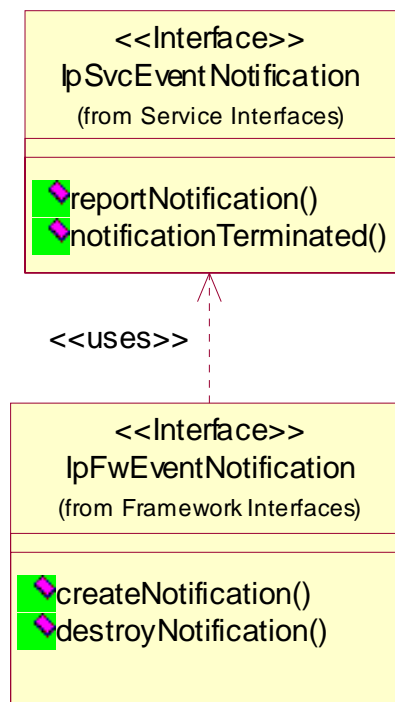 <<Interface>>
IpSvcEventNotification
(from Service Interfaces)
reportNotification()
notificationTerminated()
<<uses>>
<<Interface>>
IpFwEventNotification
(from Framework Interfaces)
createNotification()
destroyNotification()